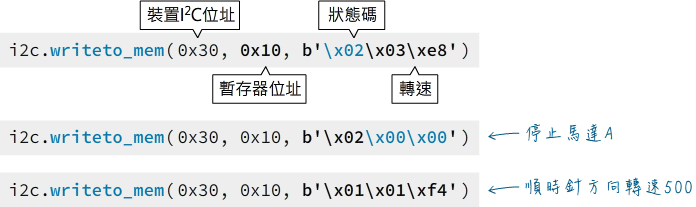 裝置I²C位址 狀態碼
i2c.writeto_mem(0x30, 0x10, b'\x02\x03\xe8')
暫存器位址 轉速
i2c.writeto_mem(0x30, 0x10, b'\x02\x00\x00') 停止馬達A
i2c.writeto_mem(0x30, 0x10, b'\x01\x01\xf4') 順時針方向轉速500